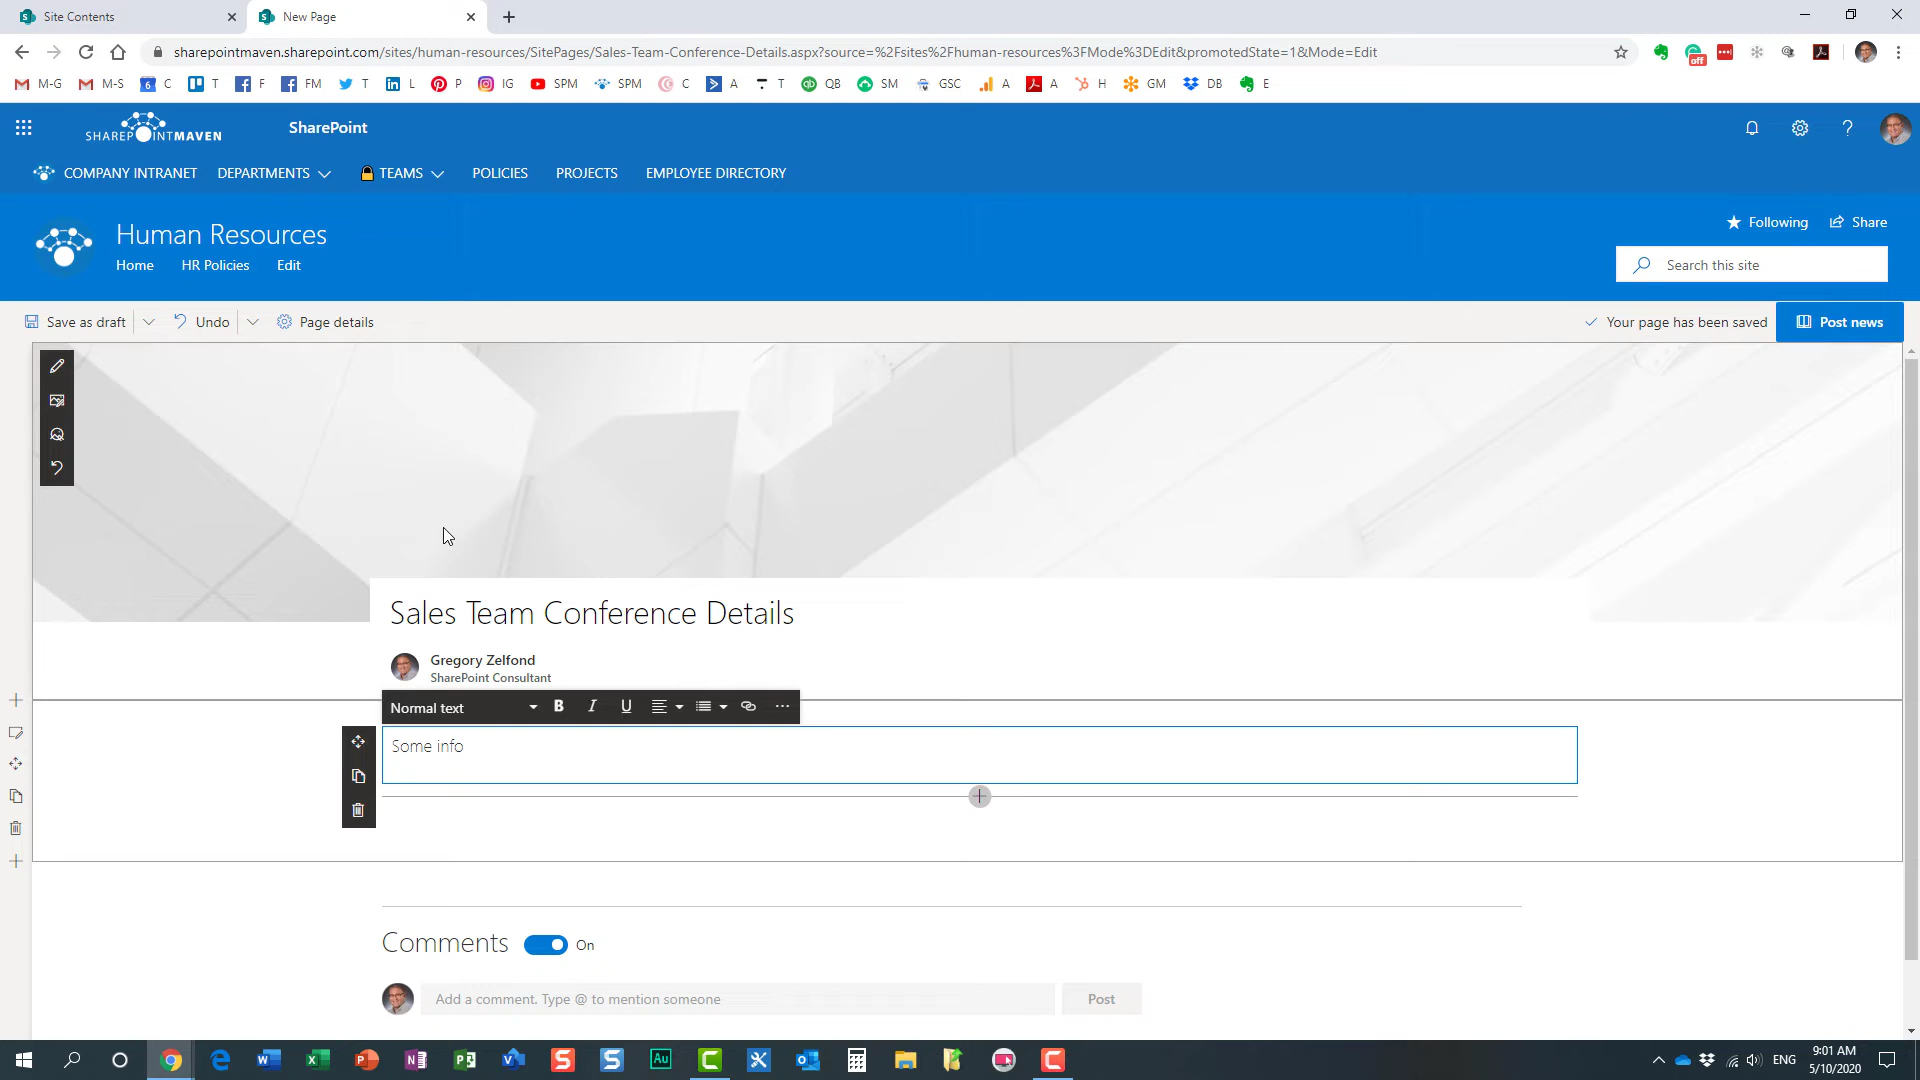 Site Contents
New Page
sharepointmaven.sharepoint.com/sites/human-resources/SitePages/Sales-Team-Conference-Details.aspx?source=%2Fsites%2Fhuman-resources%3FMode%3DEdit&promotedState=1&Mode=Edit
off
M-G M-S C T F FM T L P IG SPM SPM C A T QB SM GSC A A H GM DB E
SHAREPOINTMAVEN
SharePoint
COMPANY INTRANET DEPARTMENTS TEAMS POLICIES PROJECTS EMPLOYEE DIRECTORY
Human Resources
Following Share
Home HR Policies Edit
Search this site
Save as draft Undo Page details
Your page has been saved Post news
Sales Team Conference Details
Gregory Zelfond
SharePoint Consultant
Normal text B I U
Some info
Comments On
Add a comment. Type @ to mention someone Post
ENG
9:01 AM
5/10/2020